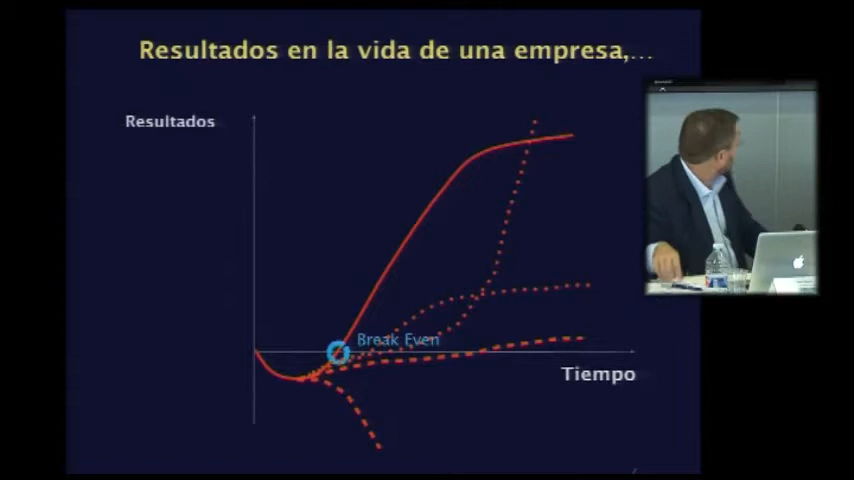 Resultados en la vida de una empresa,...
Resultados
Break Even
Tiempo